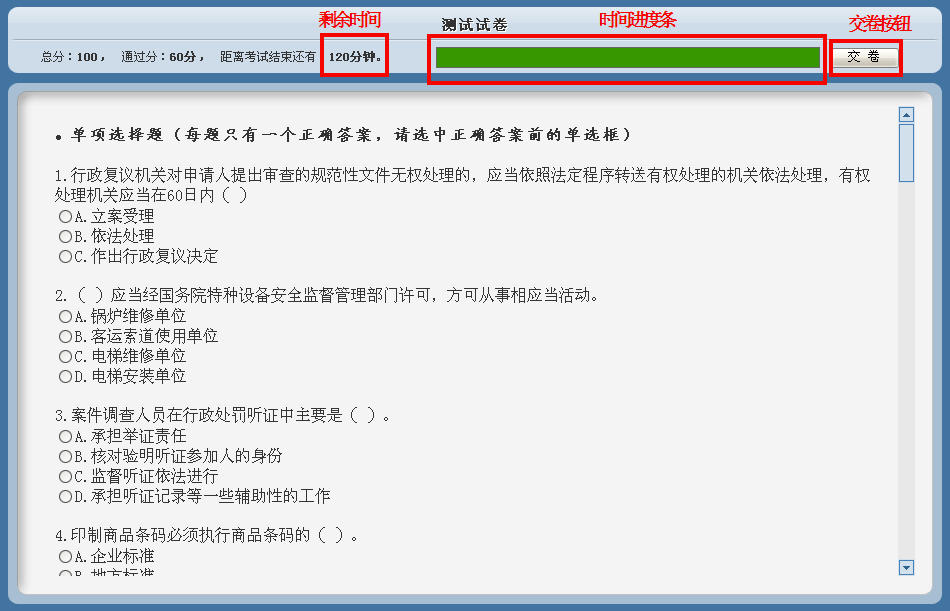 剩余时间
测试试卷
时间进度条
交卷按钮
总分：100， 通过分：60分， 距离考试结束还有 120分钟。
交 卷
• 单项选择题（每题只有一个正确答案，请选中正确答案前的单选框）
1.行政复议机关对申请人提出审查的规范性文件无权处理的，应当依照法定程序转送有权处理的机关依法处理，有权
处理机关应当在60日内（ ）
A.立案受理
B.依法处理
C.作出行政复议决定
2.（ ）应当经国务院特种设备安全监督管理部门许可，方可从事相应当活动。
A.锅炉维修单位
B.客运索道使用单位
C.电梯维修单位
D.电梯安装单位
3.案件调查人员在行政处罚听证中主要是（ ）。
A.承担举证责任
B.核对验明听证参加人的身份
C.监督听证依法进行
D.承担听证记录等一些辅助性的工作
4.印制商品条码必须执行商品条码的（ ）。
A.企业标准
B.地方标准